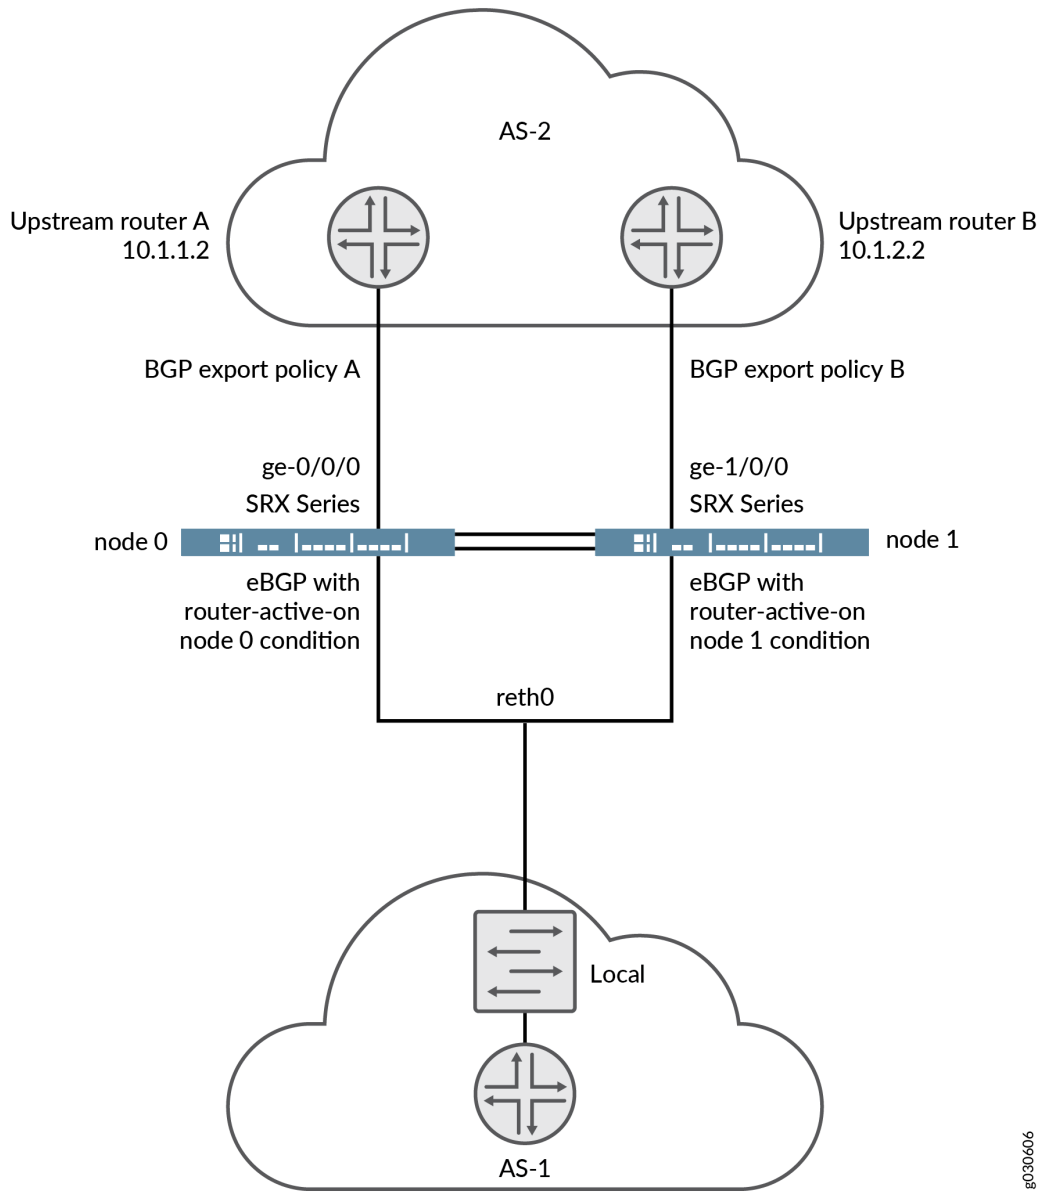 AS-2
Upstream router A
10.1.1.2
Upstream router B
10.1.2.2
BGP export policy A
BGP export policy B
ge-0/0/0
SRX Series
ge-1/0/0
SRX Series
node 0
node 1
eBGP with
router-active-on
node 0 condition
eBGP with
router-active-on
node 1 condition
reth0
Local
AS-1
g030606